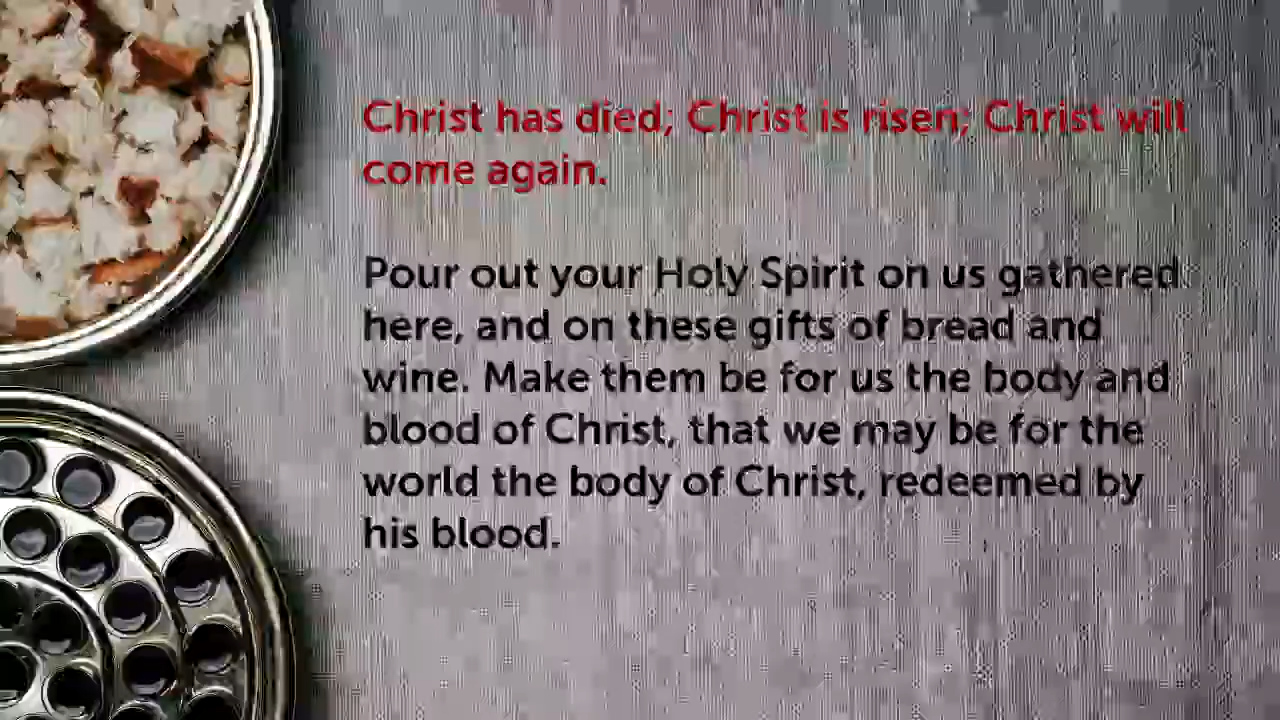 Christ has died; Christ is risen; Christ will
come again.
Pour out your Holy Spirit on us gathered
here, and on these gifts of bread and
wine. Make them be for us the body and
blood of Christ, that we may be for the
world the body of Christ, redeemed by
his blood.